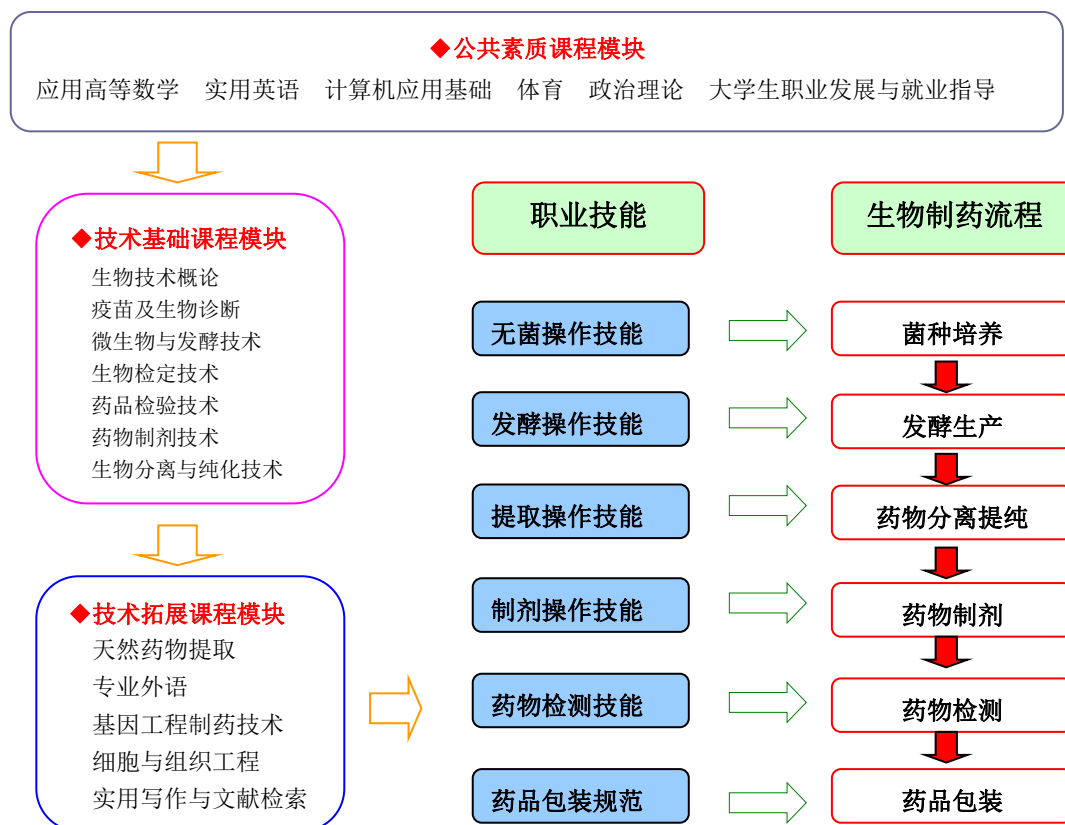 ◆公共素质课程模块
应用高等数学 实用英语 计算机应用基础 体育 政治理论 大学生职业发展与就业指导
◆技术基础课程模块
生物技术概论
疫苗及生物诊断
微生物与发酵技术
生物检定技术
药品检验技术
药物制剂技术
生物分离与纯化技术
◆技术拓展课程模块
天然药物提取
专业外语
基因工程制药技术
细胞与组织工程
实用写作与文献检索
职业技能
无菌操作技能
发酵操作技能
提取操作技能
制剂操作技能
药物检测技能
药品包装规范
生物制药流程
菌种培养
发酵生产
药物分离提纯
药物制剂
药物检测
药品包装